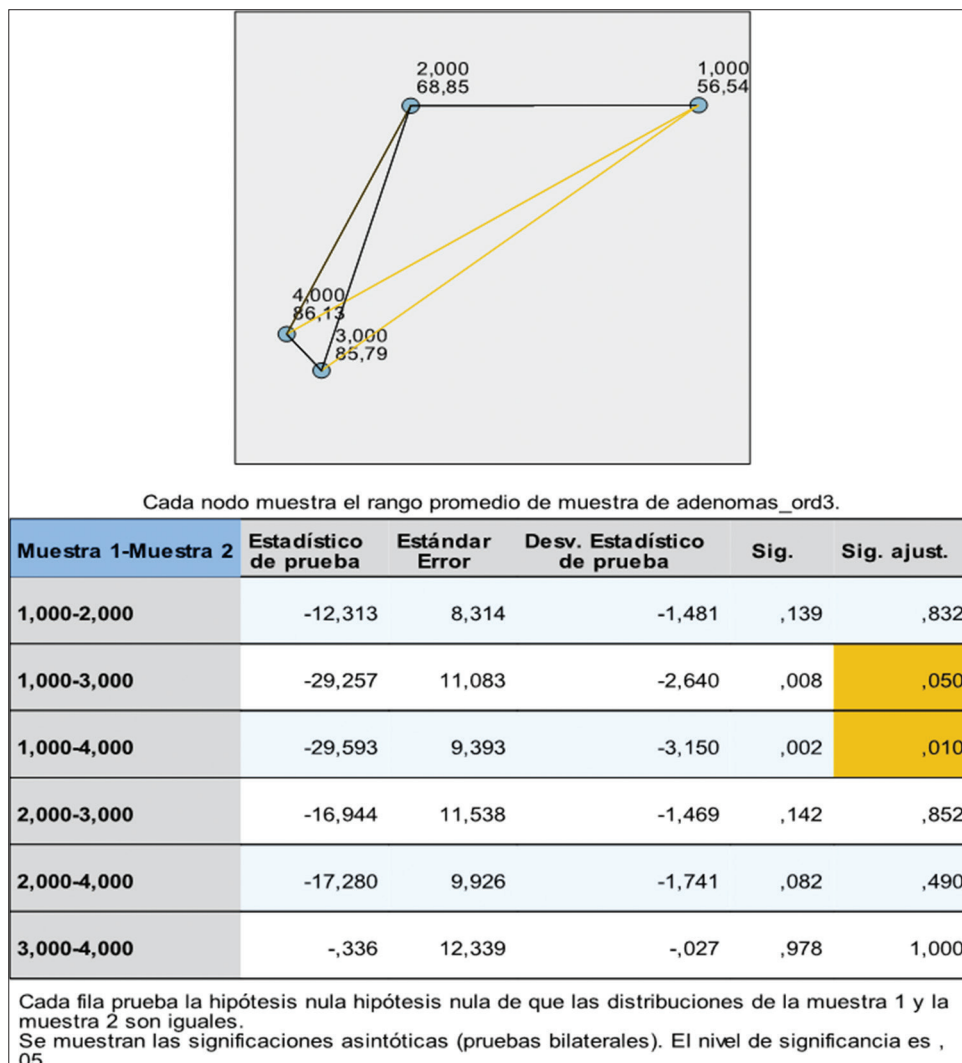 2,000
68,85
1,000
56,54
4,000
86,13
3,000
85,79
Cada nodo muestra el rango promedio de muestra de adenomas_ord3.
Muestra 1-Muestra 2 Estadístico de prueba Estándar Error Desv. Estadístico de prueba Sig. Sig. ajust.
1,000-2,000 -12,313 8,314 -1,481 ,139 ,832
1,000-3,000 -29,257 11,083 -2,640 ,008 ,050
1,000-4,000 -29,593 9,393 -3,150 ,002 ,010
2,000-3,000 -16,944 11,538 -1,469 ,142 ,852
2,000-4,000 -17,280 9,926 -1,741 ,082 ,490
3,000-4,000 -,336 12,339 -,027 ,978 1,000
Cada fila prueba la hipótesis nula hipótesis nula de que las distribuciones de la muestra 1 y la
muestra 2 son iguales.
Se muestran las significaciones asintóticas (pruebas bilaterales). El nivel de significancia es ,
05